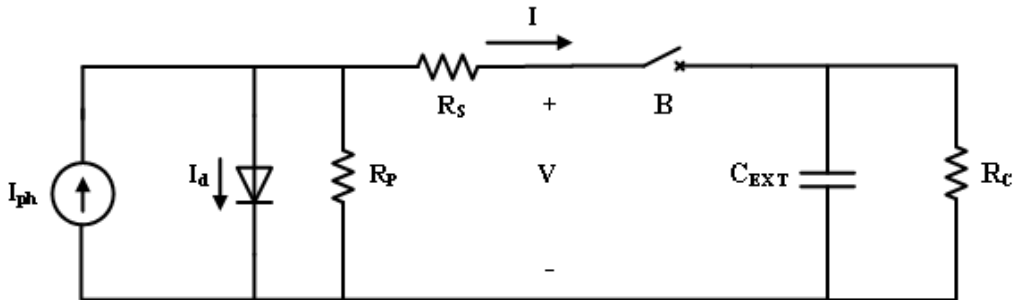 I
R_S
+
B
I_ph
I_d
R_P
V
C_EXT
R_C
-